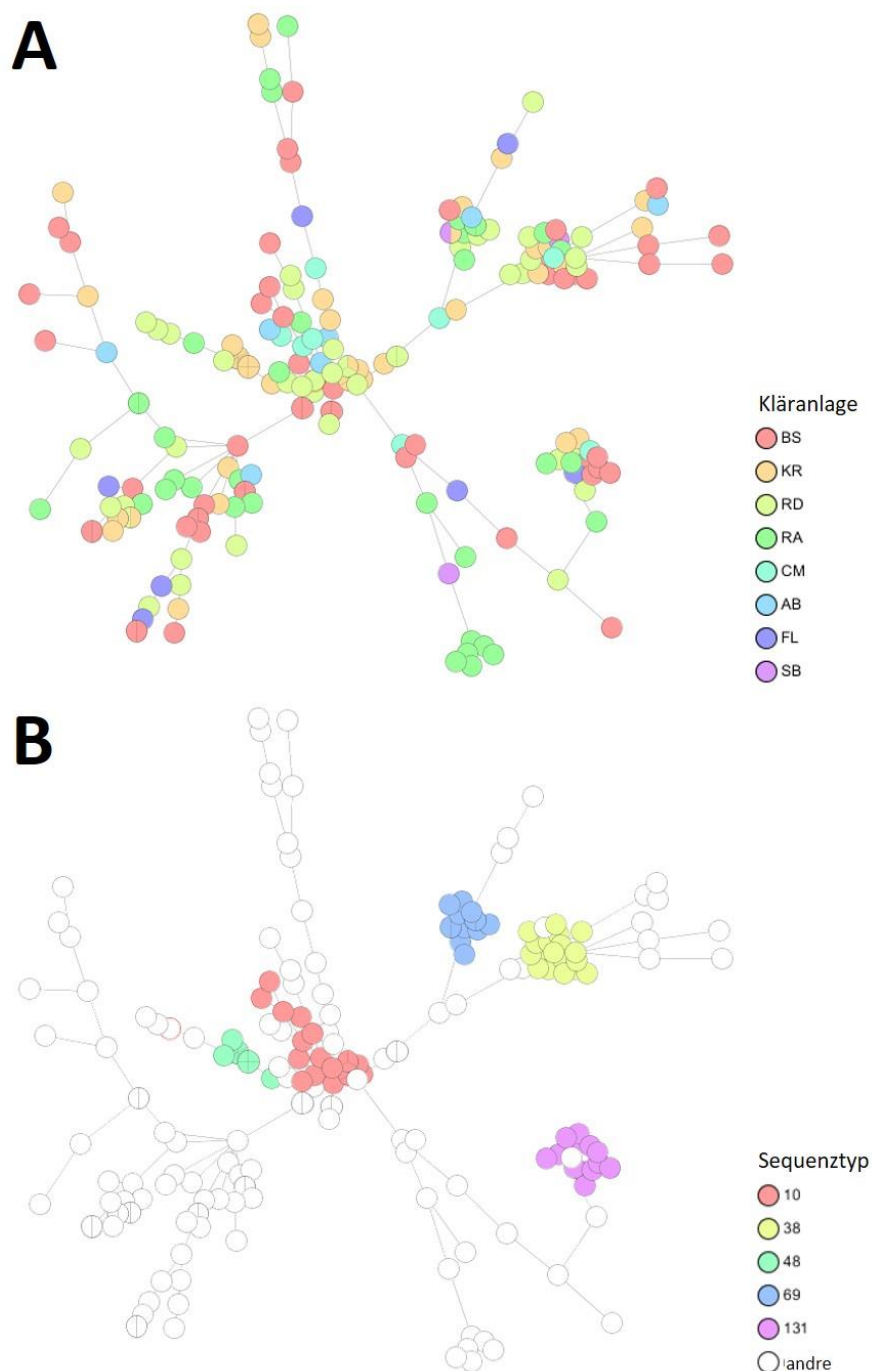 A
Kläranlage
BS
KR
RD
RA
CM
AB
FL
SB
B
Sequenztyp
10
38
48
69
131
andre